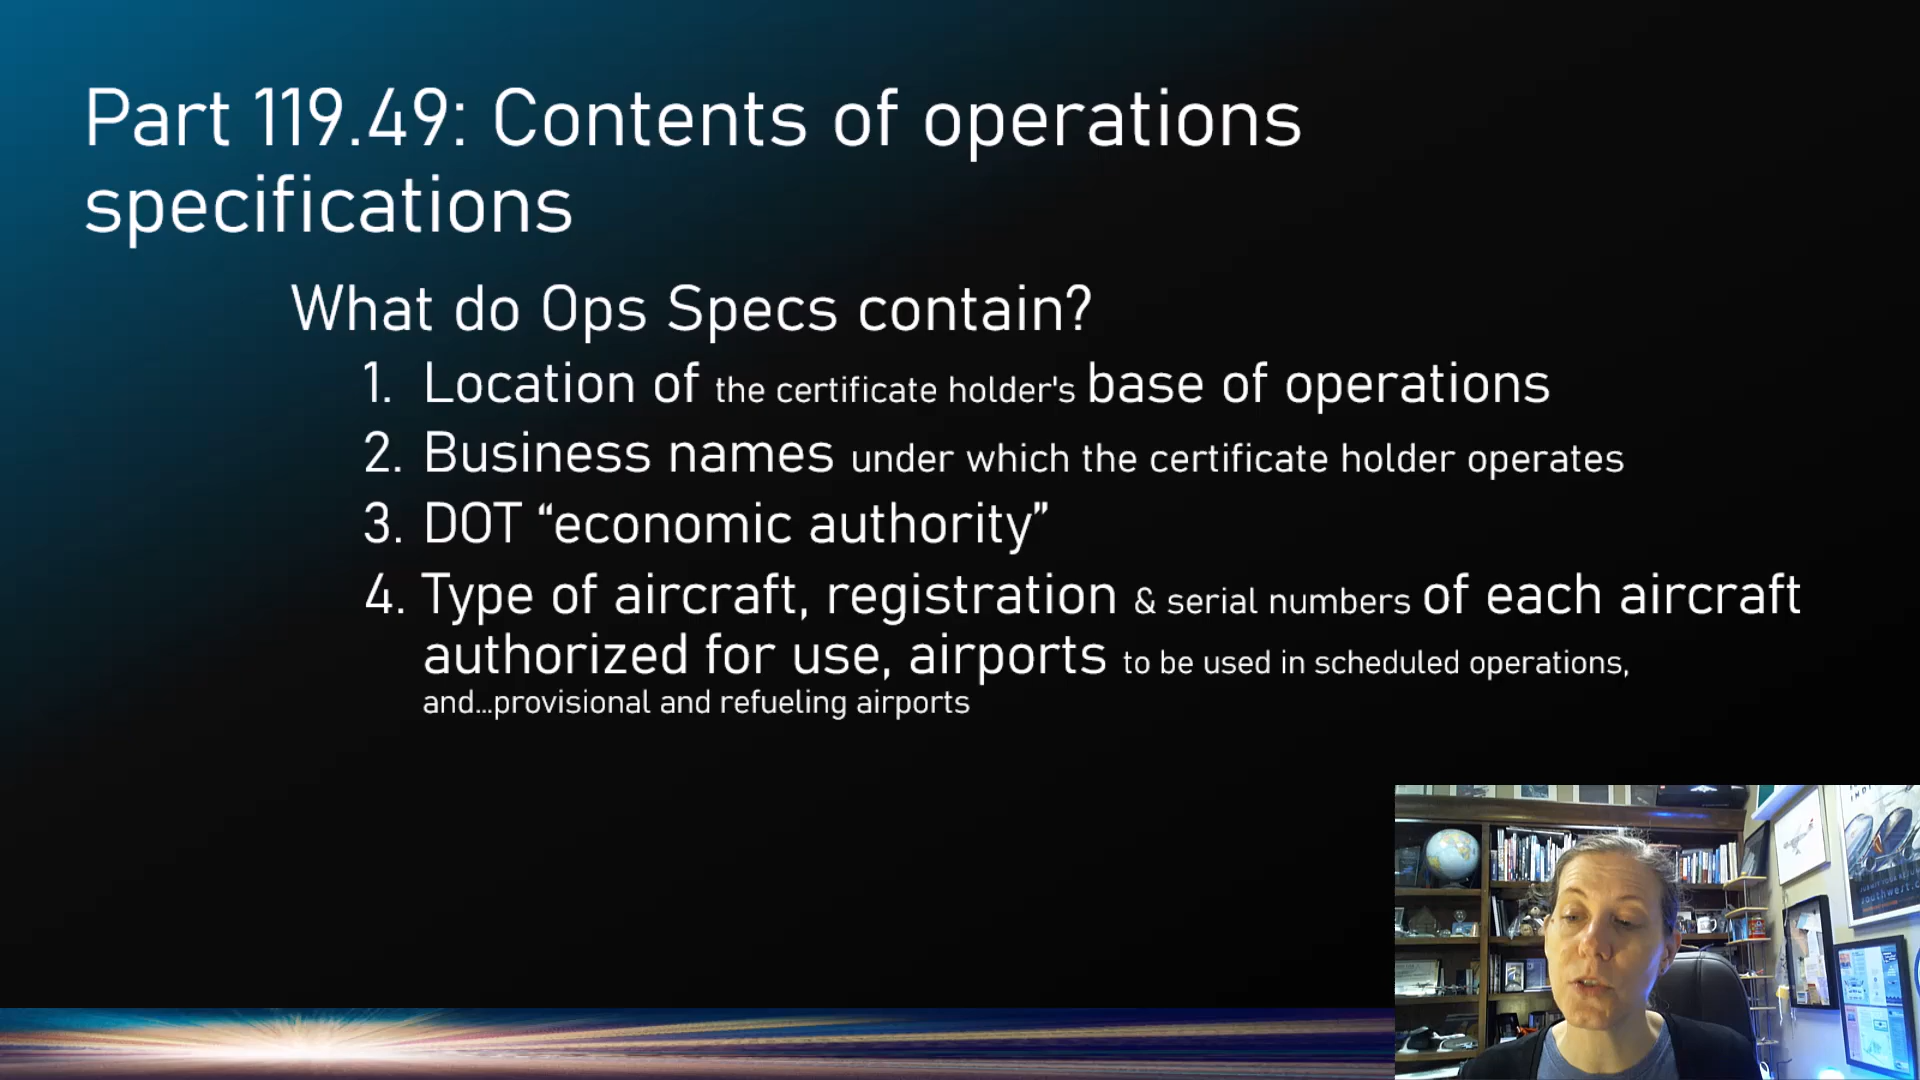 Part 119.49: Contents of operations
specifications
What do Ops Specs contain?
1. Location of the certificate holder's base of operations
2. Business names under which the certificate holder operates
3. DOT “economic authority”
4. Type of aircraft, registration & serial numbers of each aircraft
authorized for use, airports to be used in scheduled operations,
and...provisional and refueling airports